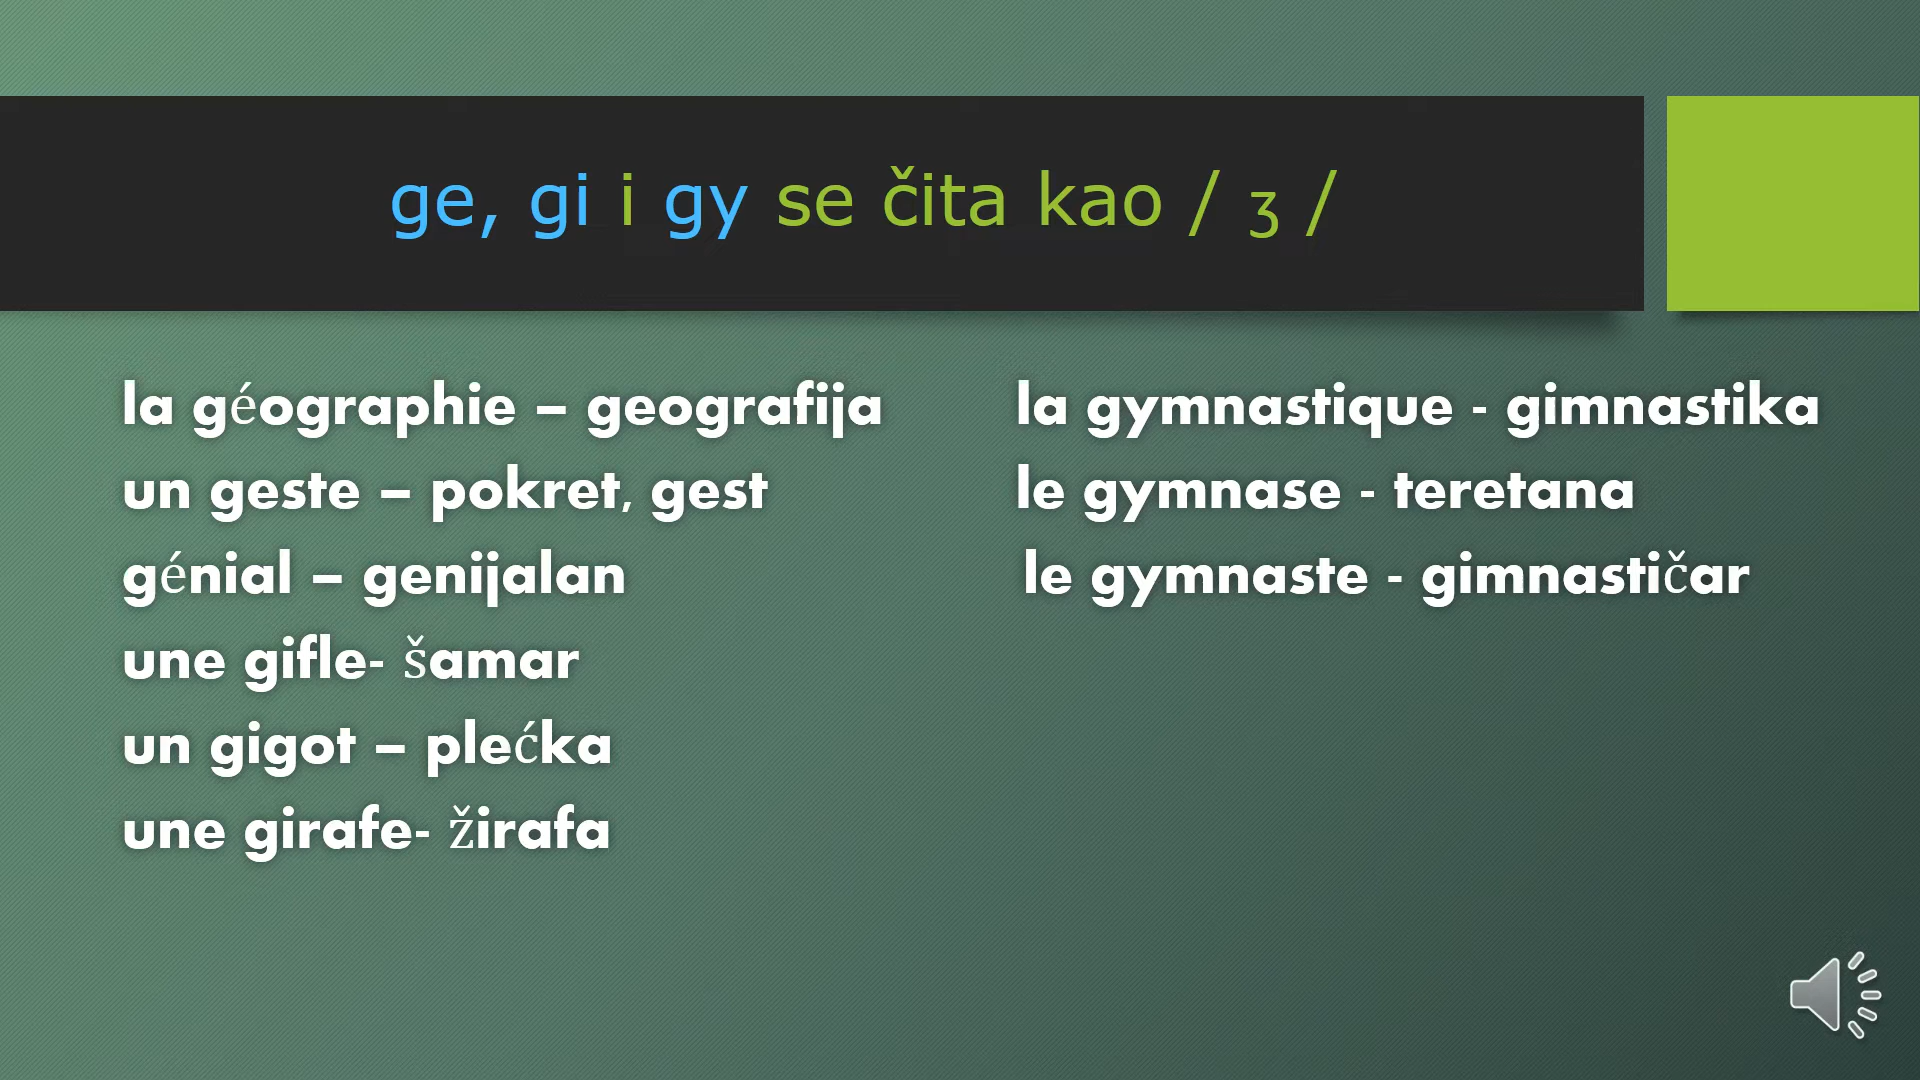 ge, gi i gy se čita kao / ʒ /
la géographie – geografija
un geste – pokret, gest
génial – genijalan
une gifle- šamar
un gigot – plećka
une girafe- žirafa
la gymnastique - gimnastika
le gymnase - teretana
le gymnaste - gimnastičar